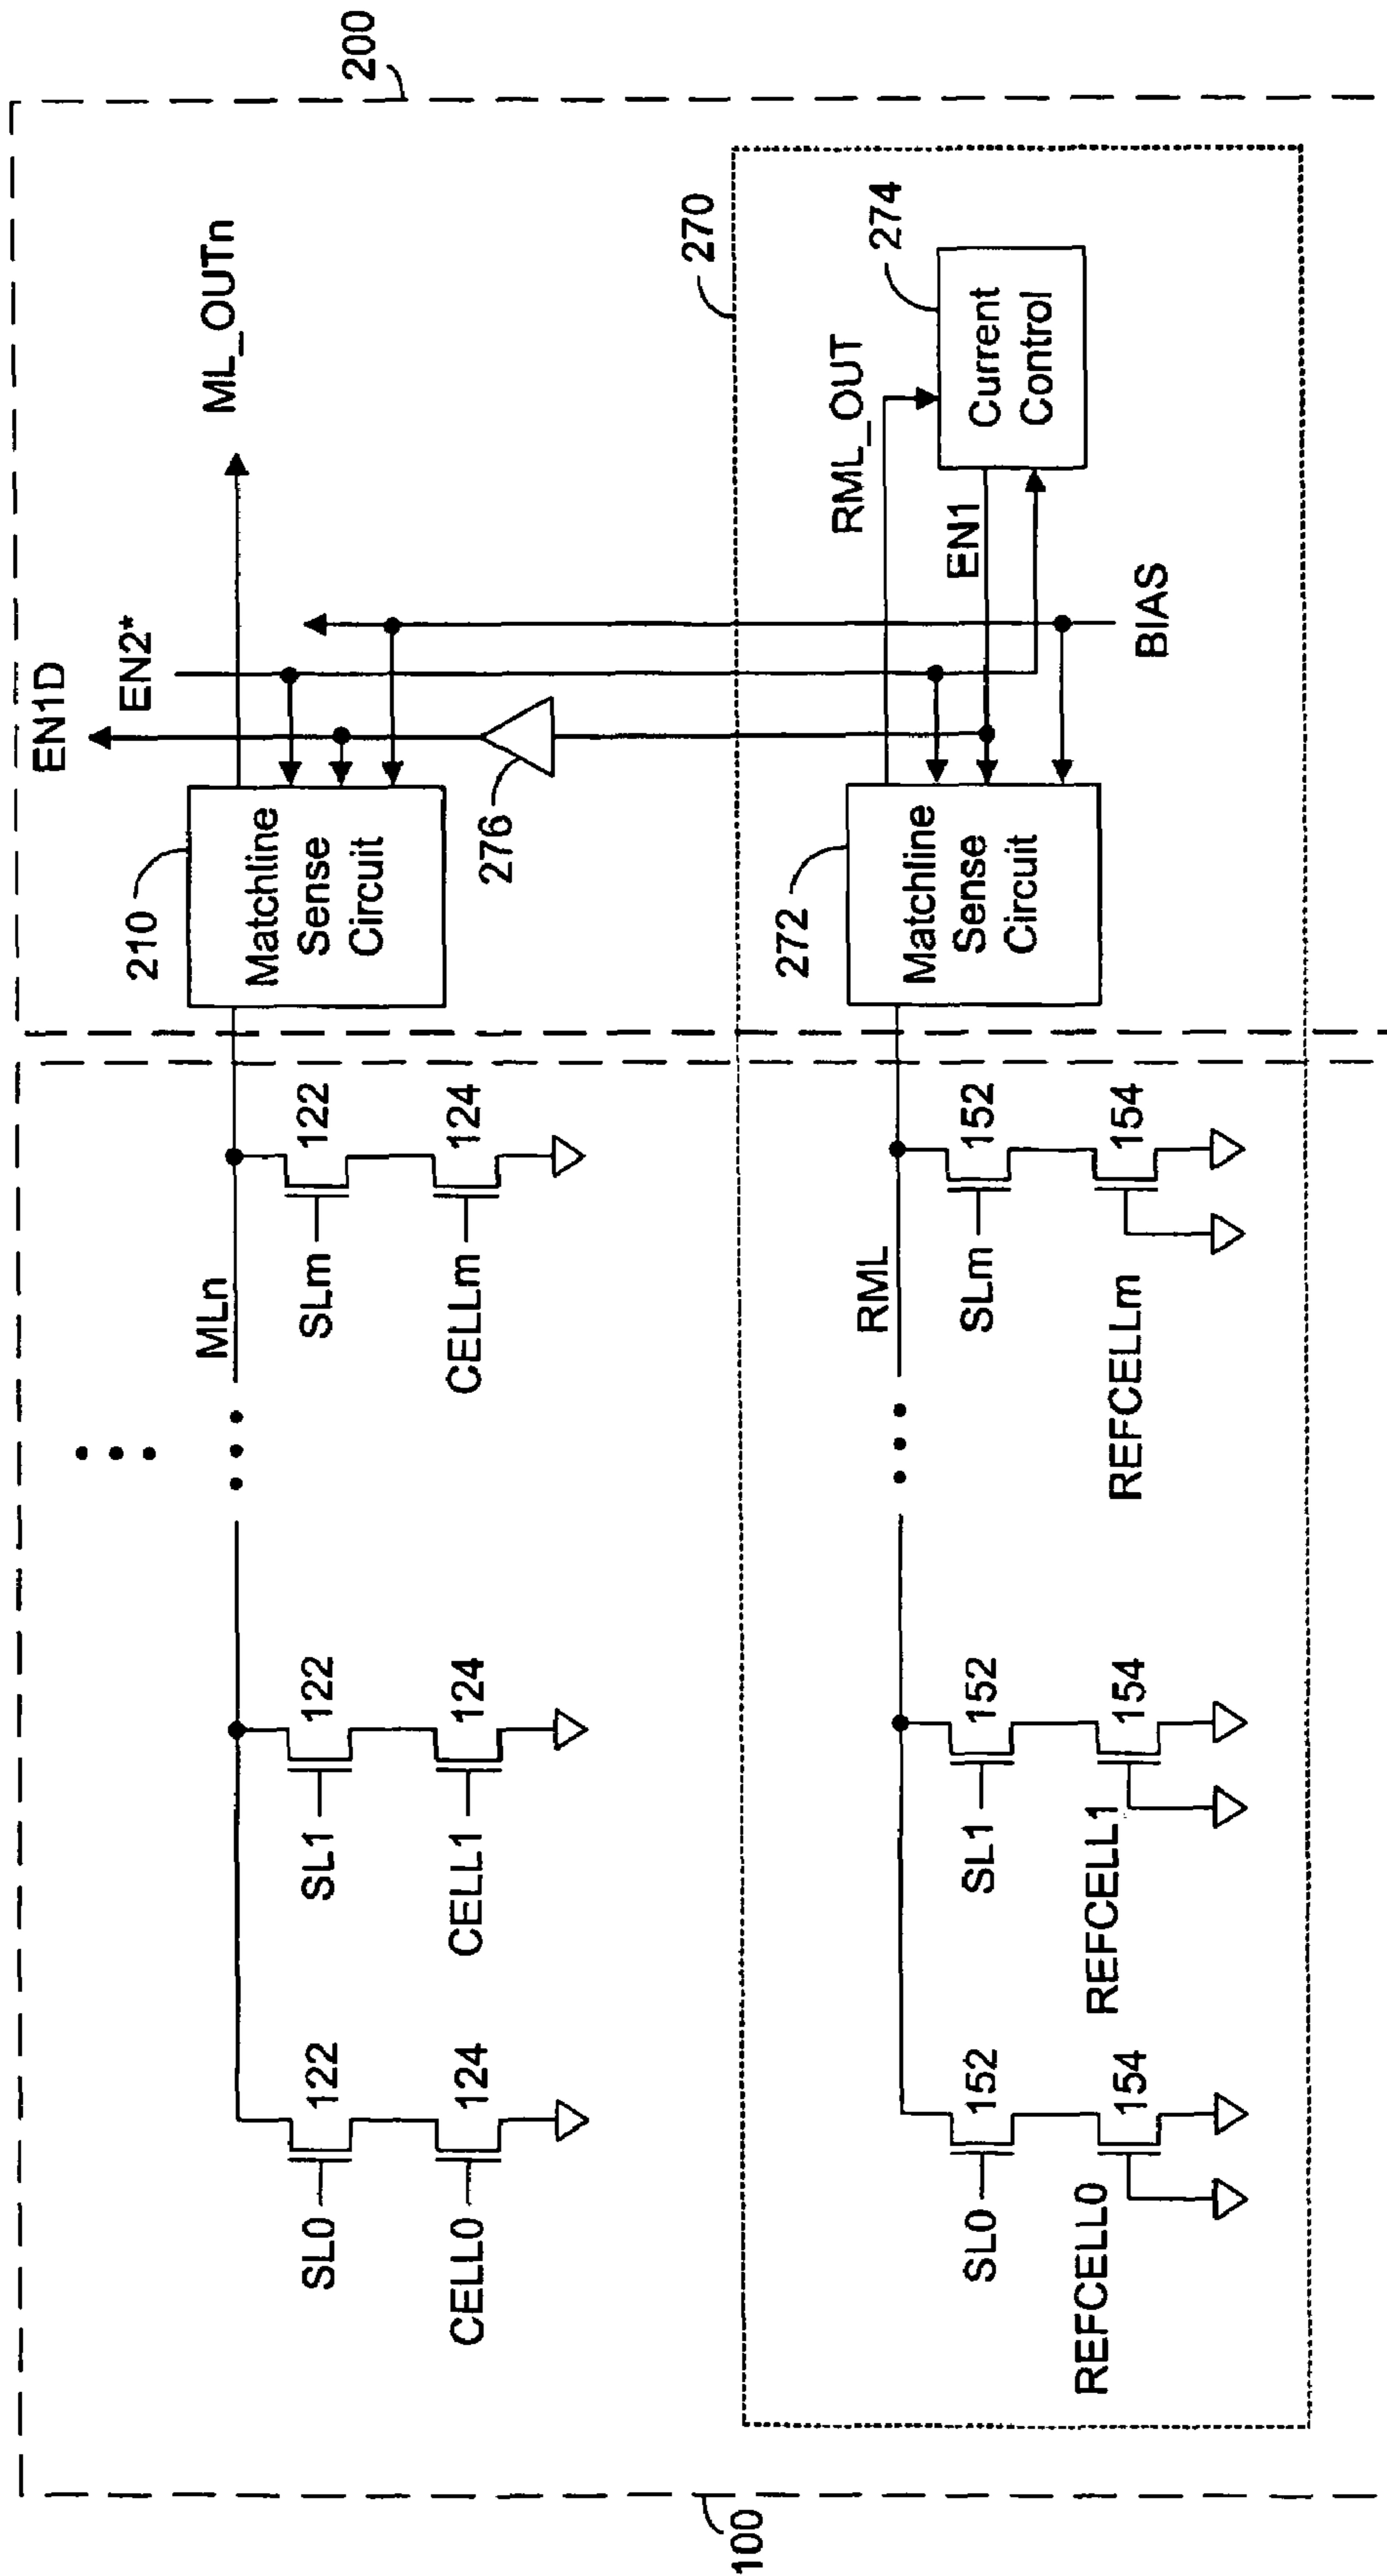 200
EN1D
EN2*
ML_OUTn
210
Matchline
Sense
Circuit
276
MLn
SL0
122
SL1
122
SLm
122
CELL0
124
CELL1
124
CELLm
124
270
RML_OUT
274
Current
Control
EN1
BIAS
272
Matchline
Sense
Circuit
RML
SL0
152
SL1
152
SLm
152
REFCELL0
154
REFCELL1
154
REFCELLm
154
100